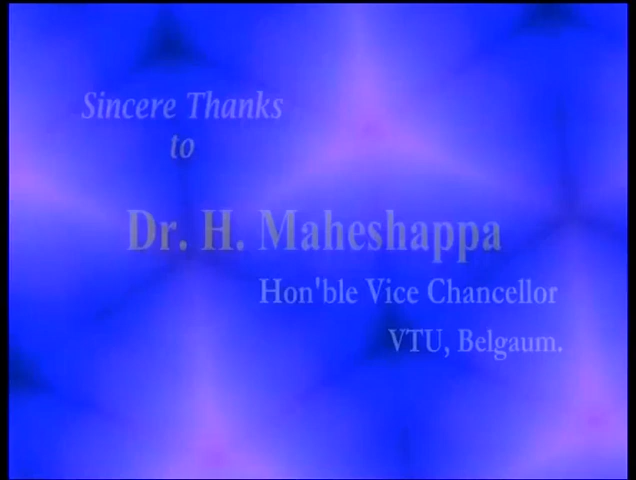 Sincere Thanks
to
Dr. H. Maheshappa
Hon'ble Vice Chancellor
VTU, Belgaum.